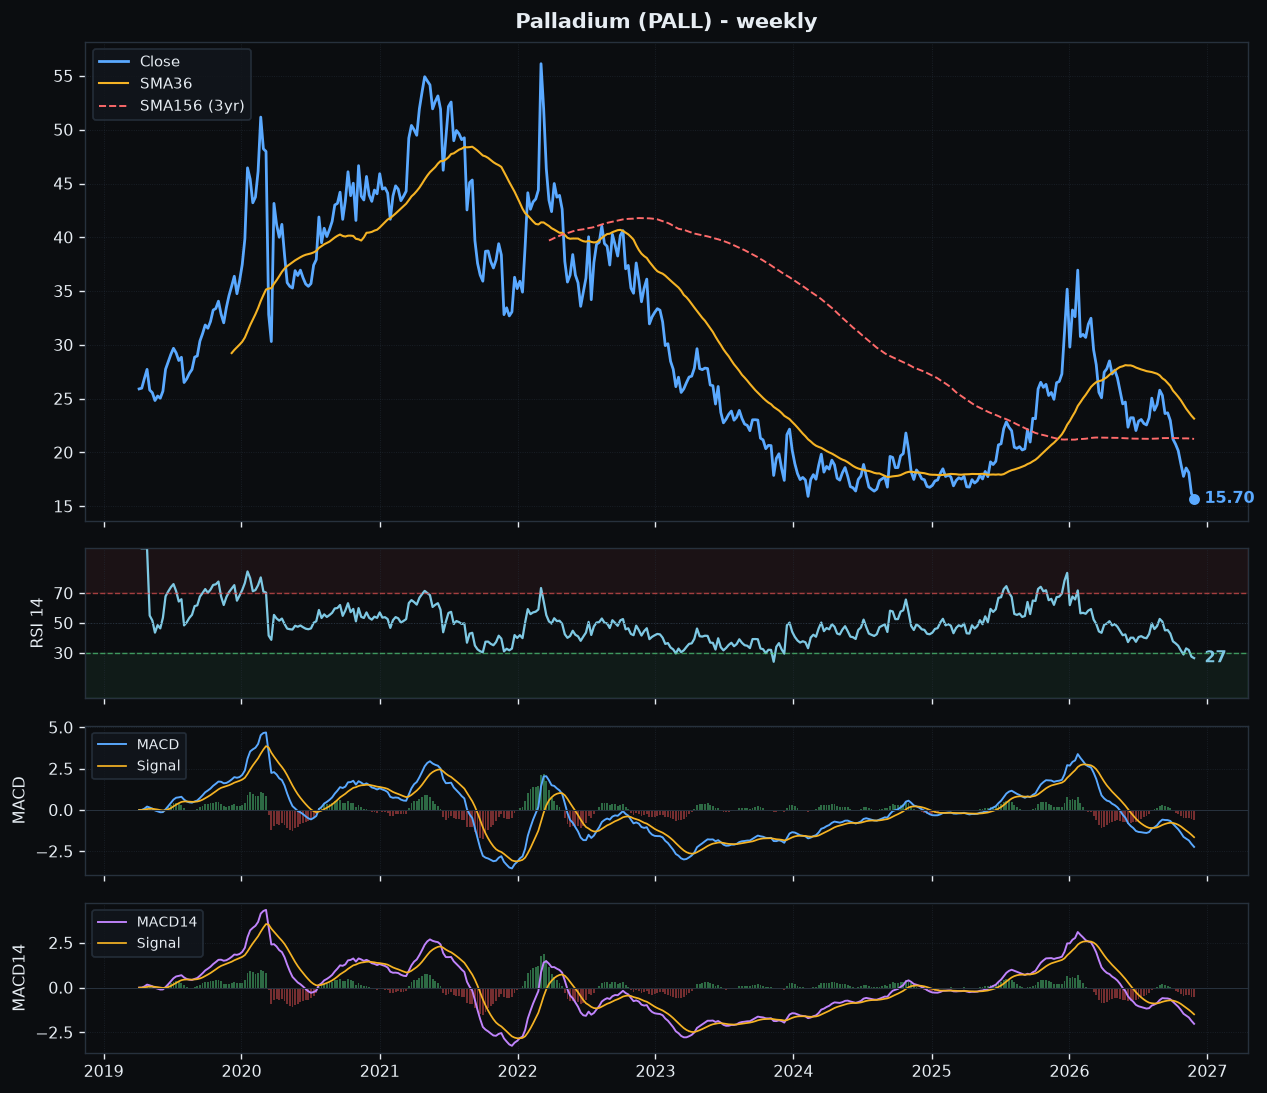 Palladium (PALL) - weekly
Close
SMA36
SMA156 (3yr)
55
50
45
40
35
30
25
20
15
15.70
RSI 14
70
50
30
27
MACD
MACD
Signal
5.0
2.5
0.0
−2.5
MACD14
MACD14
Signal
2.5
0.0
−2.5
2019 2020 2021 2022 2023 2024 2025 2026 2027